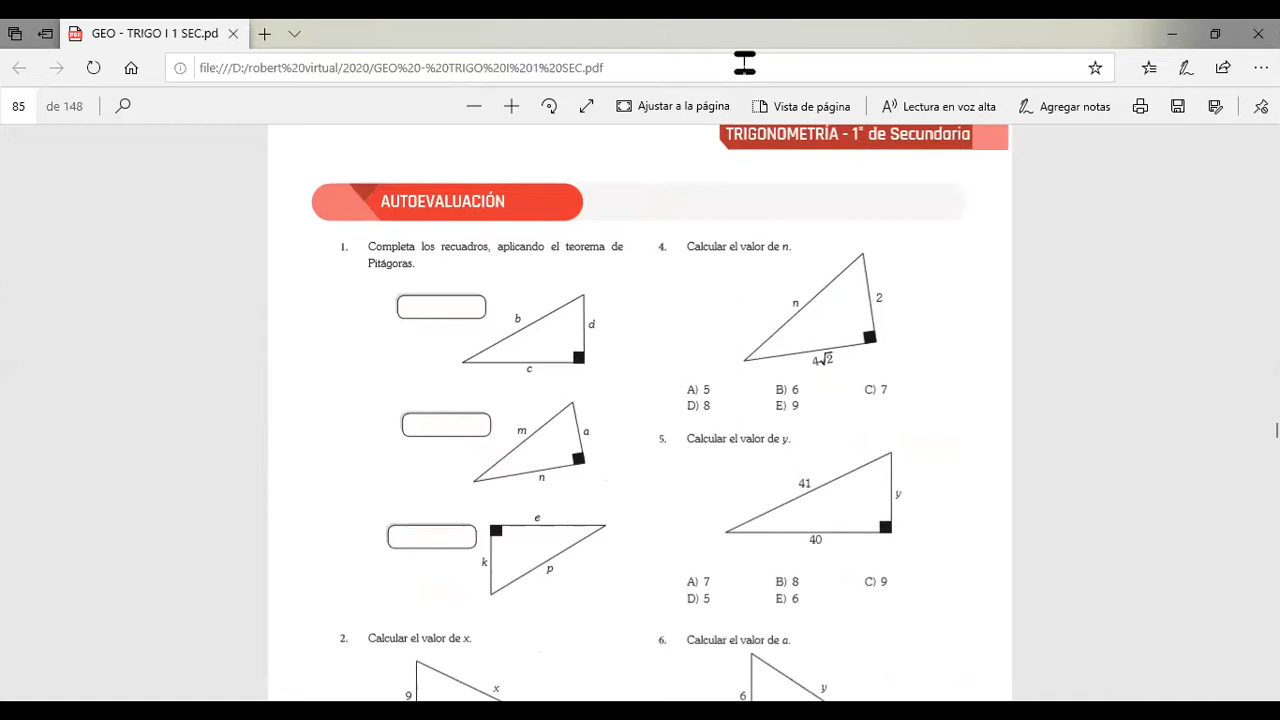 GEO - TRIGO I 1 SEC.pd
file:///D:/robert%20virtual/2020/GEO%20-%20TRIGO%20I%201%20SEC.pdf
85 de 148
Ajustar a la página
Vista de página
Lectura en voz alta
Agregar notas
TRIGONOMETRÍA - 1° de Secundaria
AUTOEVALUACIÓN
1. Completa los recuadros, aplicando el teorema de
Pitágoras.
b
d
c
m
a
n
e
k
p
2. Calcular el valor de x.
9
x
4. Calcular el valor de n.
n
2
4√2
A) 5 B) 6 C) 7
D) 8 E) 9
5. Calcular el valor de y.
41
y
40
A) 7 B) 8 C) 9
D) 5 E) 6
6. Calcular el valor de a.
6
y